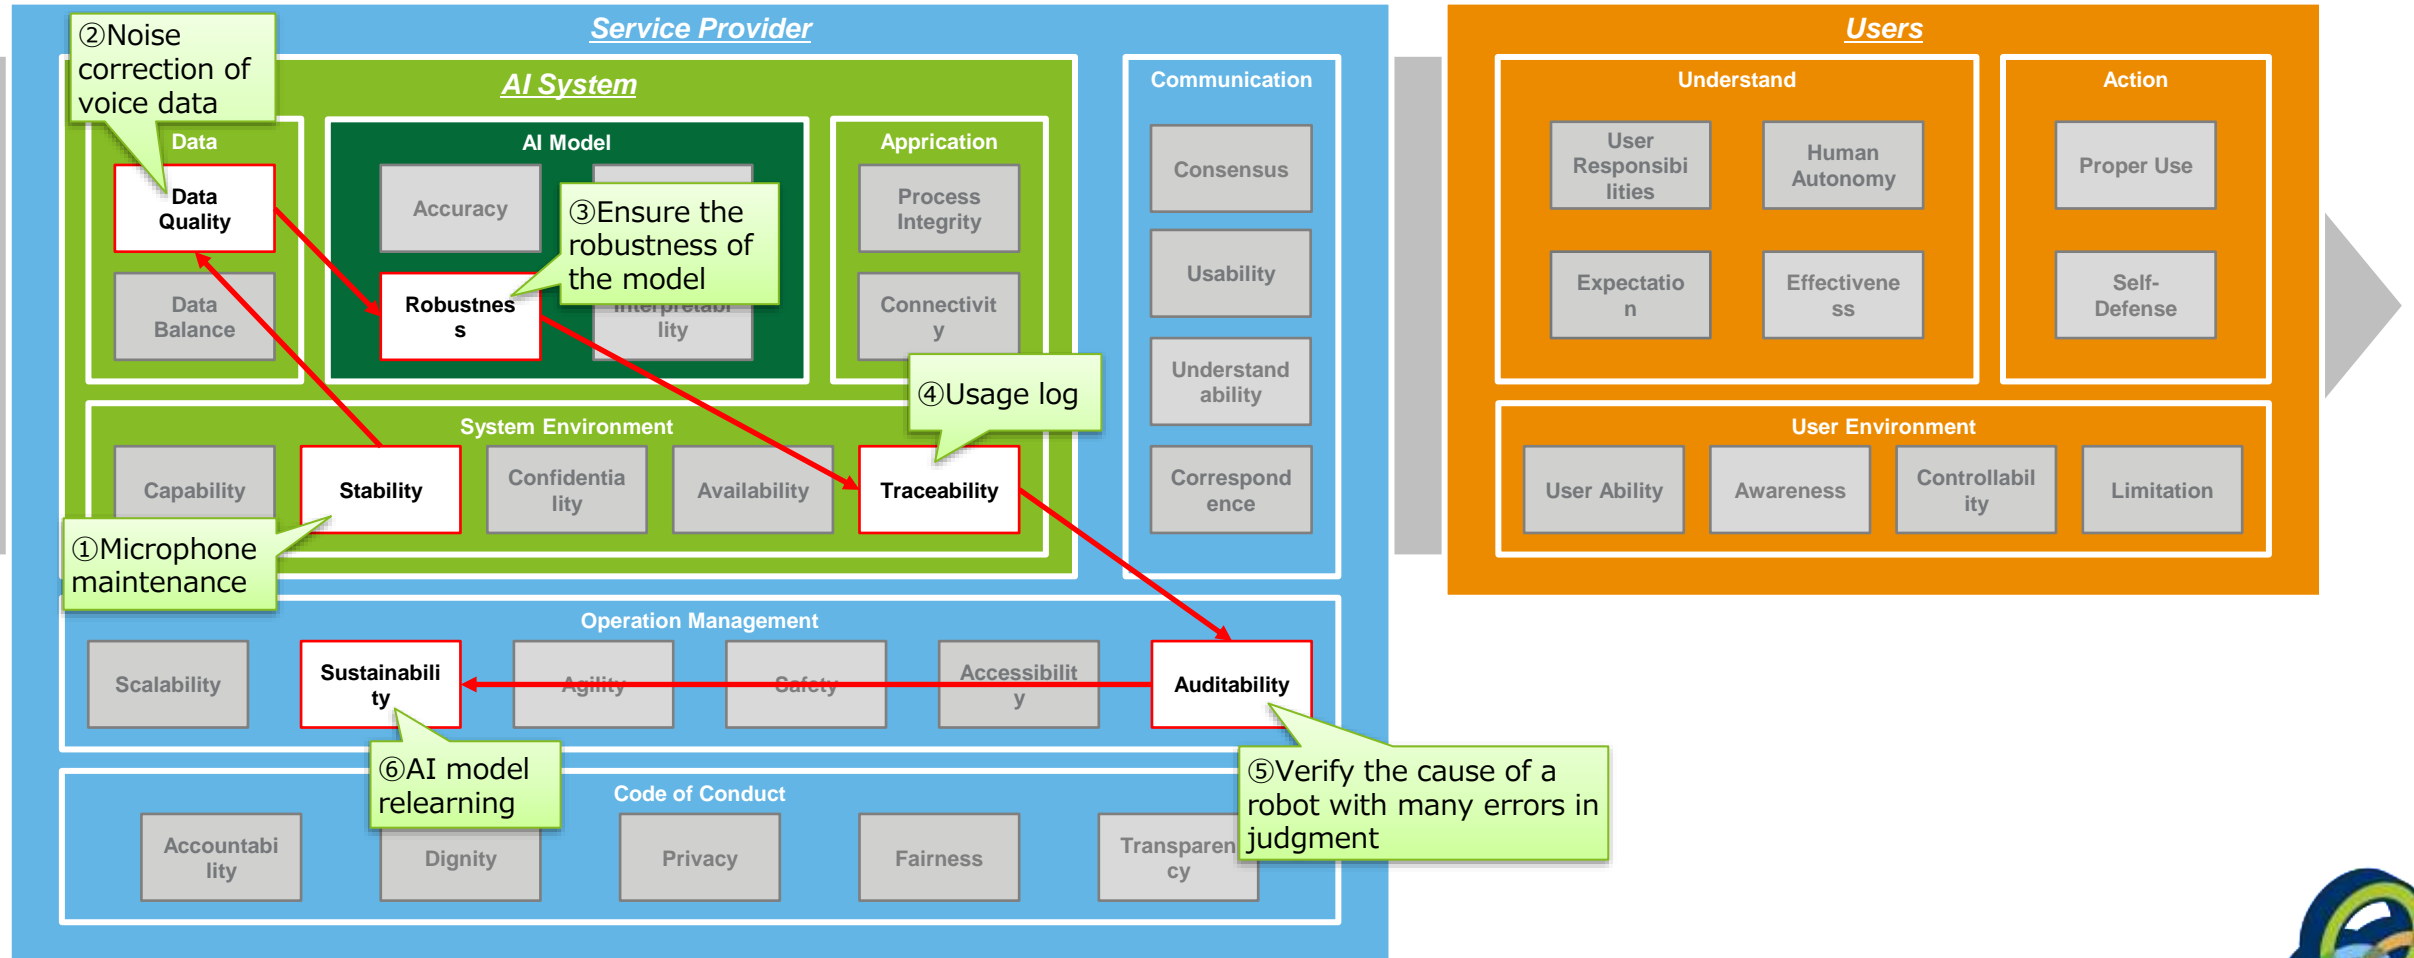 Service Provider
②Noise
correction of
voice data
AI System
Data
Data
Quality
Data
Balance
AI Model
Accuracy
③Ensure the
robustness of
the model
Robustnes
s
Interpretabi
lity
Apprication
Process
Integrity
Connectivit
y
④Usage log
System Environment
Capability
Stability
Confidentia
lity
Availability
Traceability
①Microphone
maintenance
Communication
Consensus
Usability
Understand
ability
Correspond
ence
Operation Management
Scalability
Sustainabili
ty
Agility
Safety
Accessibilit
y
Auditability
⑥AI model
relearning
⑤Verify the cause of a
robot with many errors in
judgment
Code of Conduct
Accountabi
lity
Dignity
Privacy
Fairness
Transparen
cy
Users
Understand
User
Responsibi
lities
Human
Autonomy
Expectatio
n
Effectivene
ss
Action
Proper Use
Self-
Defense
User Environment
User Ability
Awareness
Controllabil
ity
Limitation